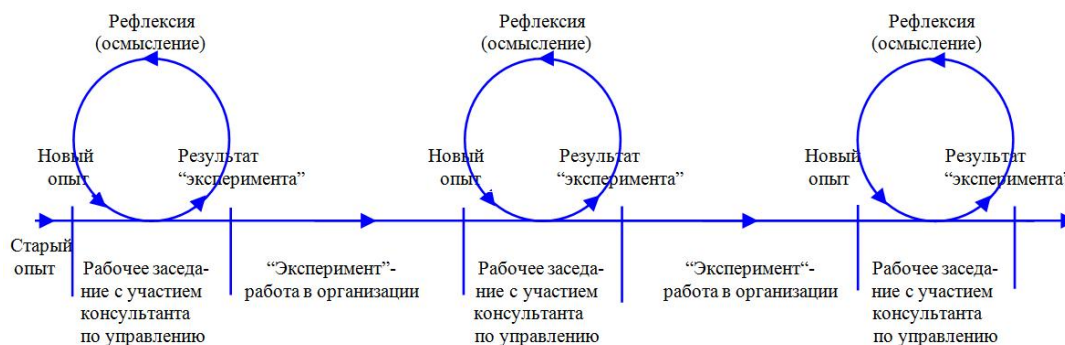 Рефлексия
(осмысление)
Рефлексия
(осмысление)
Рефлексия
(осмысление)
Новый
опыт
Результат
“эксперимента”
Новый
опыт
Результат
“эксперимента”
Новый
опыт
Результат
“эксперимента”
Старый
опыт
Рабочее заседа-
ние с участием
консультанта
по управлению
“Эксперимент”-
работа в организации
Рабочее заседа-
ние с участием
консультанта
по управлению
“Эксперимент“-
работа в организации
Рабочее заседа-
ние с участием
консультанта
по управлению